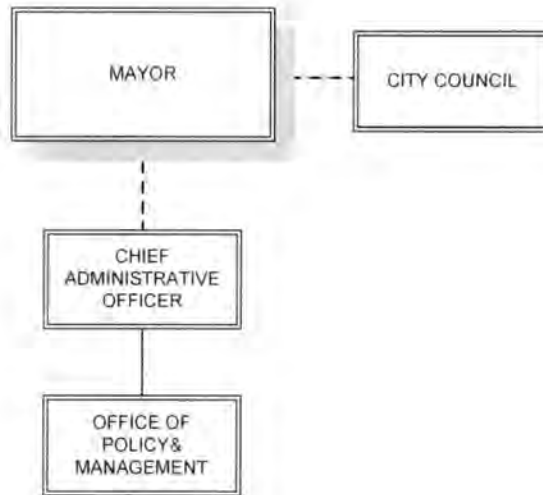 MAYOR
CITY COUNCIL
CHIEF
ADMINISTRATIVE
OFFICER
OFFICE OF
POLICY&
MANAGEMENT